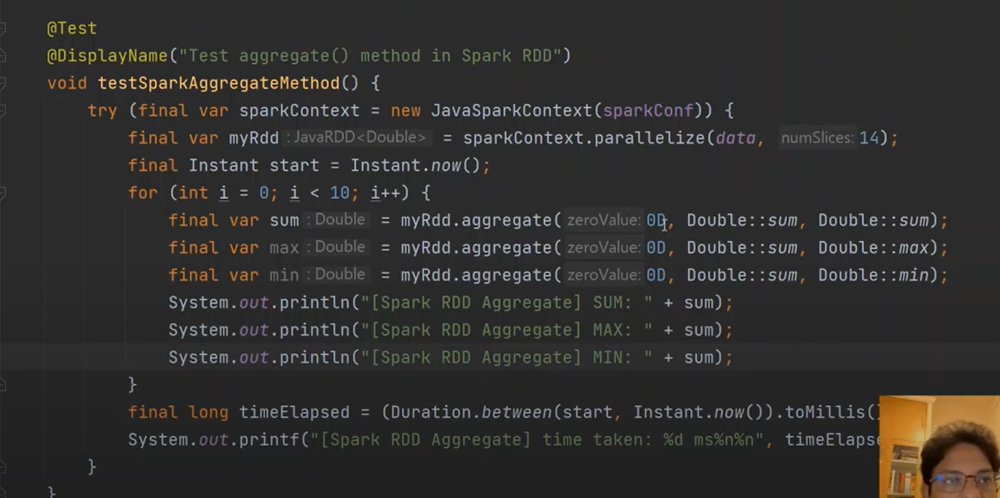 @Test
@DisplayName("Test aggregate() method in Spark RDD")
void testSparkAggregateMethod() {
try (final var sparkContext = new JavaSparkContext(sparkConf)) {
final var myRdd : JavaRDD<Double> = sparkContext.parallelize(data, numSlices: 14);
final Instant start = Instant.now();
for (int i = 0; i < 10; i++) {
final var sum : Double = myRdd.aggregate( zeroValue: 0D, Double::sum, Double::sum);
final var max : Double = myRdd.aggregate( zeroValue: 0D, Double::sum, Double::max);
final var min : Double = myRdd.aggregate( zeroValue: 0D, Double::sum, Double::min);
System.out.println("[Spark RDD Aggregate] SUM: " + sum);
System.out.println("[Spark RDD Aggregate] MAX: " + sum);
System.out.println("[Spark RDD Aggregate] MIN: " + sum);
}
final long timeElapsed = (Duration.between(start, Instant.now()).toMillis()
System.out.printf("[Spark RDD Aggregate] time taken: %d ms%n%n", timeElapse
}
}